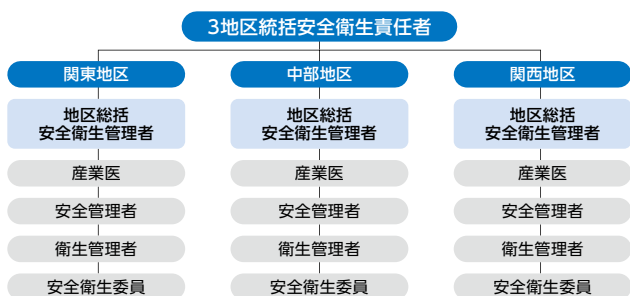 3地区統括安全衛生責任者
関東地区
中部地区
関西地区
地区総括
安全衛生管理者
地区総括
安全衛生管理者
地区総括
安全衛生管理者
産業医
産業医
産業医
安全管理者
安全管理者
安全管理者
衛生管理者
衛生管理者
衛生管理者
安全衛生委員
安全衛生委員
安全衛生委員